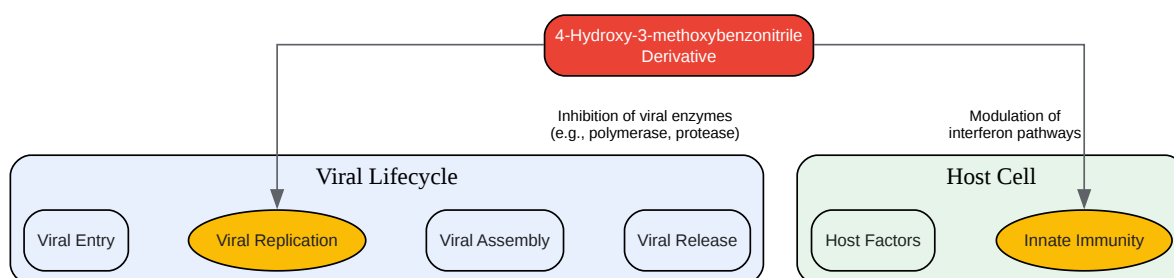 4-Hydroxy-3-methoxybenzonitrile
Derivative
Inhibition of viral enzymes
(e.g., polymerase, protease)
Modulation of
interferon pathways
Viral Lifecycle
Host Cell
Viral Entry
Viral Replication
Viral Assembly
Viral Release
Host Factors
Innate Immunity